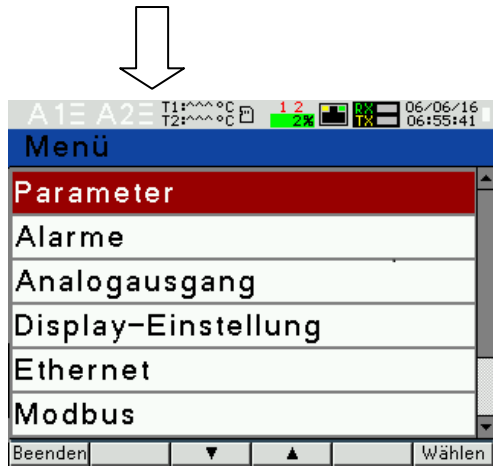 A1 A2 T1:^^^°C 1 2 RX 06/06/16
T2:^^^°C 2% TX 06:55:41
Menü
Parameter
Alarme
Analogausgang
Display-Einstellung
Ethernet
Modbus
Beenden ▼ ▲ Wählen